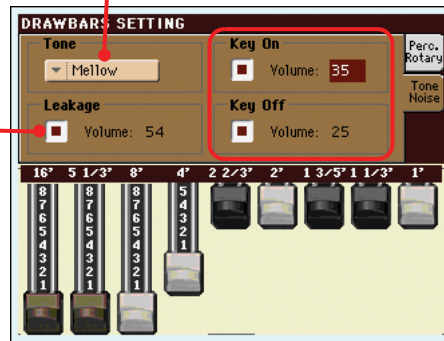 DRAWBARS SETTING
Tone
Mellow
Key On
Volume: 35
Perc.
Rotary
Tone
Noise
Leakage
Volume: 54
Key Off
Volume: 25
16' 5 1/3' 8' 4' 2 2/3' 2' 1 3/5' 1 1/3' 1'
8 8 8 5
7 7 7 4
6 6 6 3
5 5 5 2
4 4 4 1
3 3 3
2 2 2
1 1 1